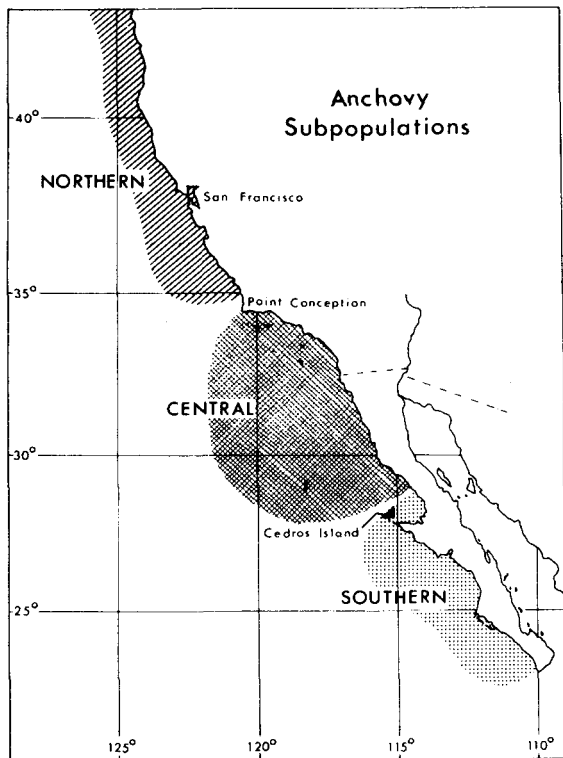 Anchovy
Subpopulations
40°
NORTHERN
San Francisco
35°
Point Conception
CENTRAL
30°
Cedros Island
SOUTHERN
25°
125°
120°
115°
110°